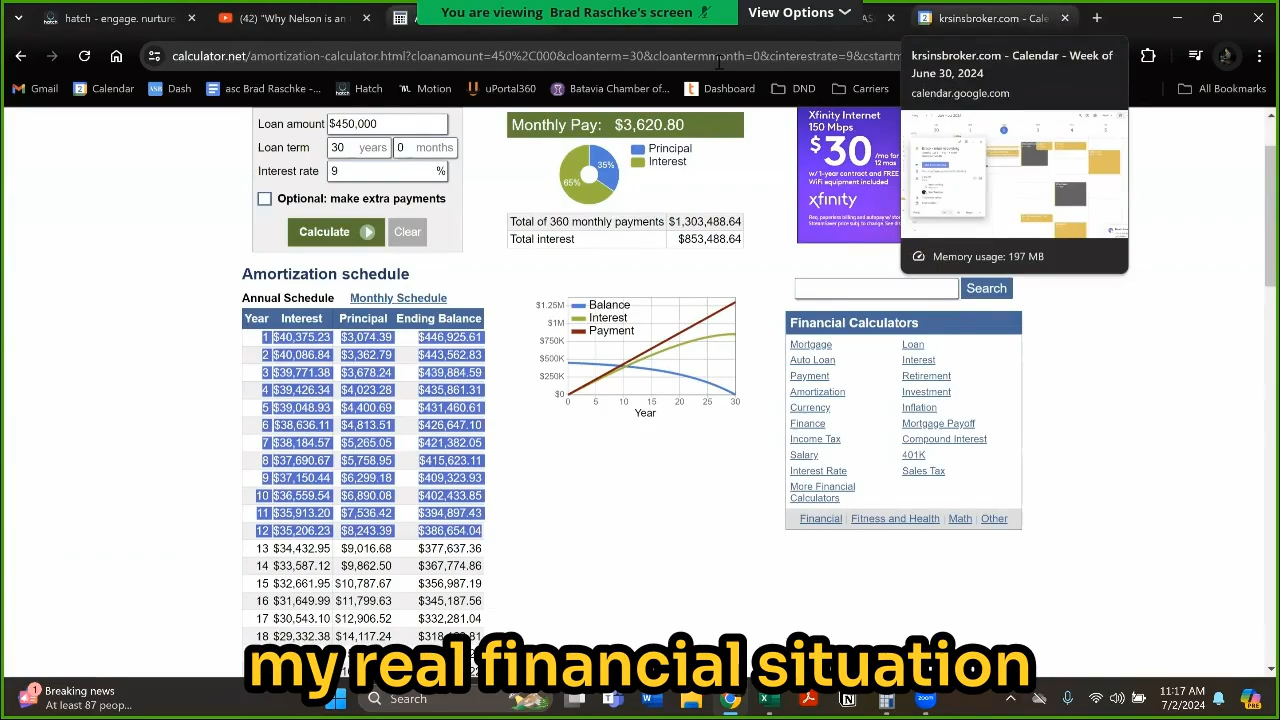 hatch - engage. nurture
(42) "Why Nelson is an
You are viewing Brad Raschke's screen
View Options
krsinsbroker.com - Cale
calculator.net/amortization-calculator.html?cloanamount=450%2C000&cloanterm=30&cloantermmonth=0&cinterestrate=9&cstartm
Gmail
Calendar
Dash
asc Brad Raschke -...
Hatch
Motion
uPortal360
Batavia Chamber of...
Dashboard
DND
Carriers
All Bookmarks
krsinsbroker.com - Calendar - Week of
June 30, 2024
calendar.google.com
Memory usage: 197 MB
Loan amount $450,000
Loan term 30 years 0 months
Interest rate 9 %
Optional: make extra payments
Calculate
Clear
Monthly Pay: $3,620.80
35%
65%
Principal
Interest
Total of 360 monthly payments $1,303,488.64
Total interest $853,488.64
Xfinity Internet
150 Mbps
$30
/mo for
12 mos
w/ 1-year contract and FREE
WiFi equipment included
xfinity
Search
Amortization schedule
Annual Schedule Monthly Schedule
Year Interest Principal Ending Balance
1 $40,375.23 $3,074.39 $446,925.61
2 $40,086.84 $3,362.79 $443,562.83
3 $39,771.38 $3,678.24 $439,884.59
4 $39,426.34 $4,023.28 $435,861.31
5 $39,048.93 $4,400.69 $431,460.61
6 $38,636.11 $4,813.51 $426,647.10
7 $38,184.57 $5,265.05 $421,382.05
8 $37,690.67 $5,758.95 $415,623.11
9 $37,150.44 $6,299.18 $409,323.93
10 $36,559.54 $6,890.08 $402,433.85
11 $35,913.20 $7,536.42 $394,897.43
12 $35,206.23 $8,243.39 $386,654.04
13 $34,432.95 $9,016.68 $377,637.36
14 $33,587.12 $9,862.50 $367,774.86
15 $32,661.95 $10,787.67 $356,987.19
16 $31,649.99 $11,799.63 $345,187.56
17 $30,543.10 $12,906.52 $332,281.04
18 $29,332.38 $14,117.24
Balance
Interest
Payment
$1.25M
$1M
$750K
$500K
$250K
$0
0 5 10 15 20 25 30
Year
Financial Calculators
Mortgage Loan
Auto Loan Interest
Payment Retirement
Amortization Investment
Currency Inflation
Finance Mortgage Payoff
Income Tax Compound Interest
Salary 401K
Interest Rate Sales Tax
More Financial
Calculators
Financial Fitness and Health Math Other
my real financial situation
1
Breaking news
At least 87 peop...
Search
zoom
11:17 AM
7/2/2024
PRE